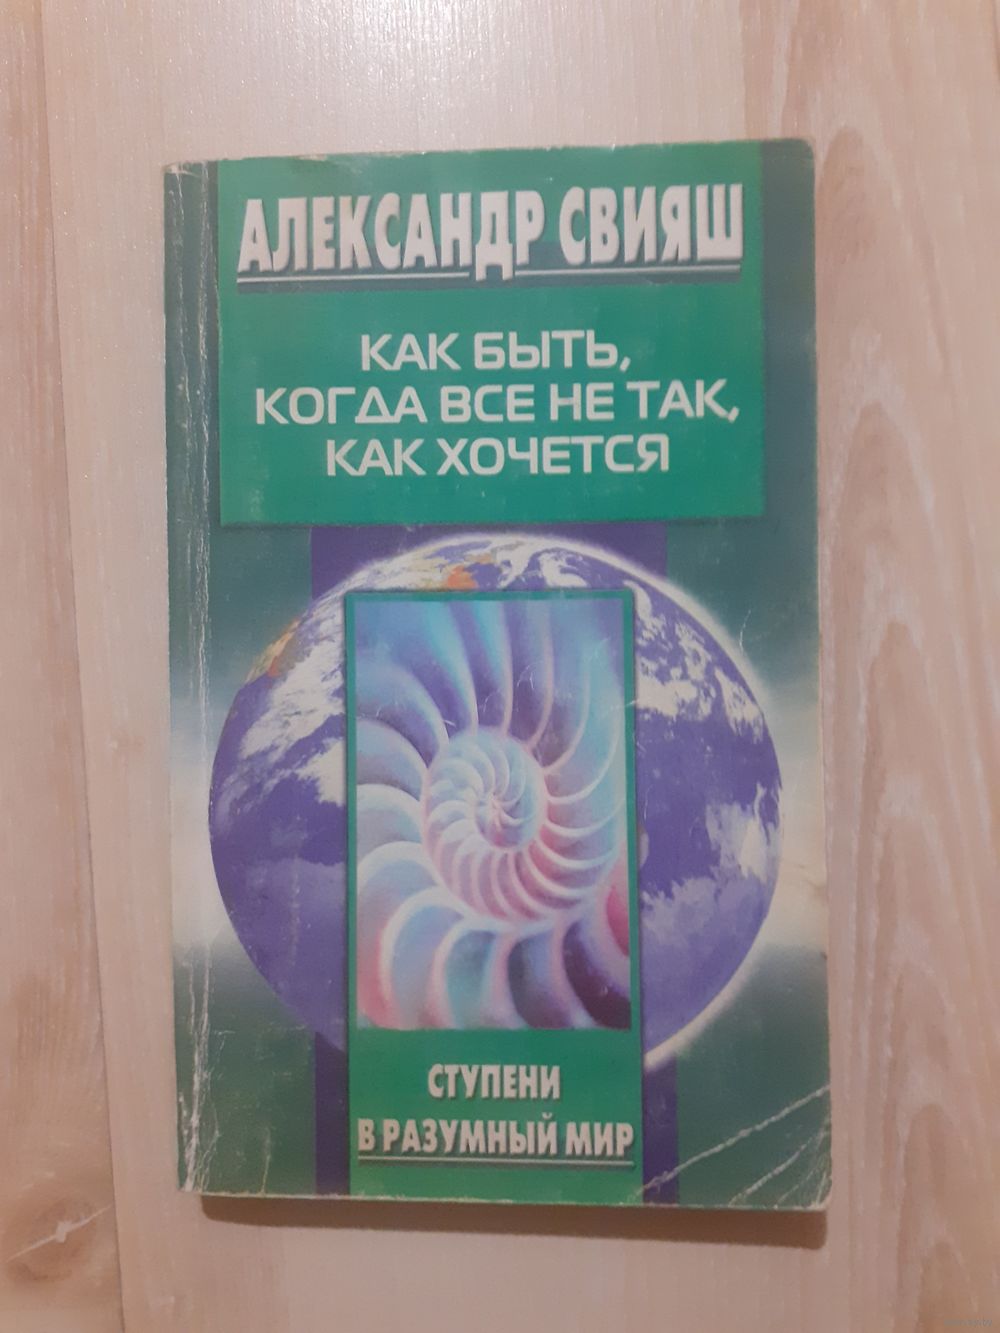 АЛЕКСАНДР СВИЯШ
КАК БЫТЬ,
КОГДА ВСЕ НЕ ТАК,
КАК ХОЧЕТСЯ
СТУПЕНИ
В РАЗУМНЫЙ МИР